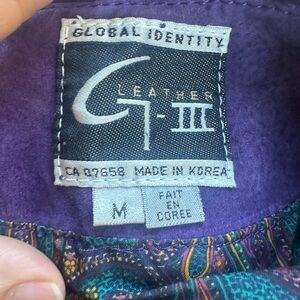 GLOBAL IDENTITY
LEATHER
G-III
CA 07658 MADE IN KOREA
M
FAIT
EN
COREE